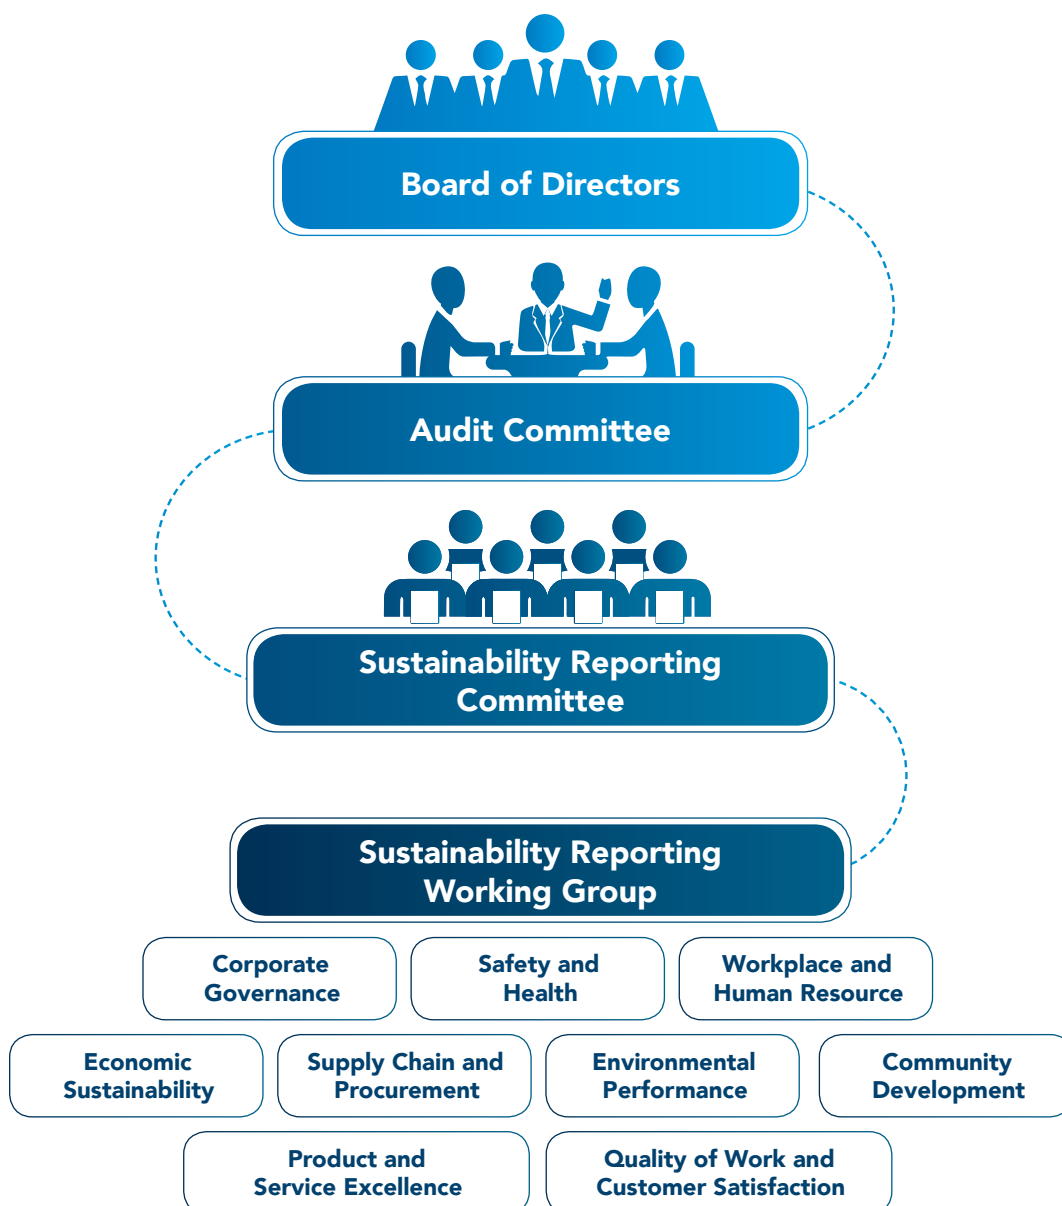 Board of Directors
Audit Committee
Sustainability Reporting
Committee
Sustainability Reporting
Working Group
Corporate
Governance
Safety and
Health
Workplace and
Human Resource
Economic
Sustainability
Supply Chain and
Procurement
Environmental
Performance
Community
Development
Product and
Service Excellence
Quality of Work and
Customer Satisfaction